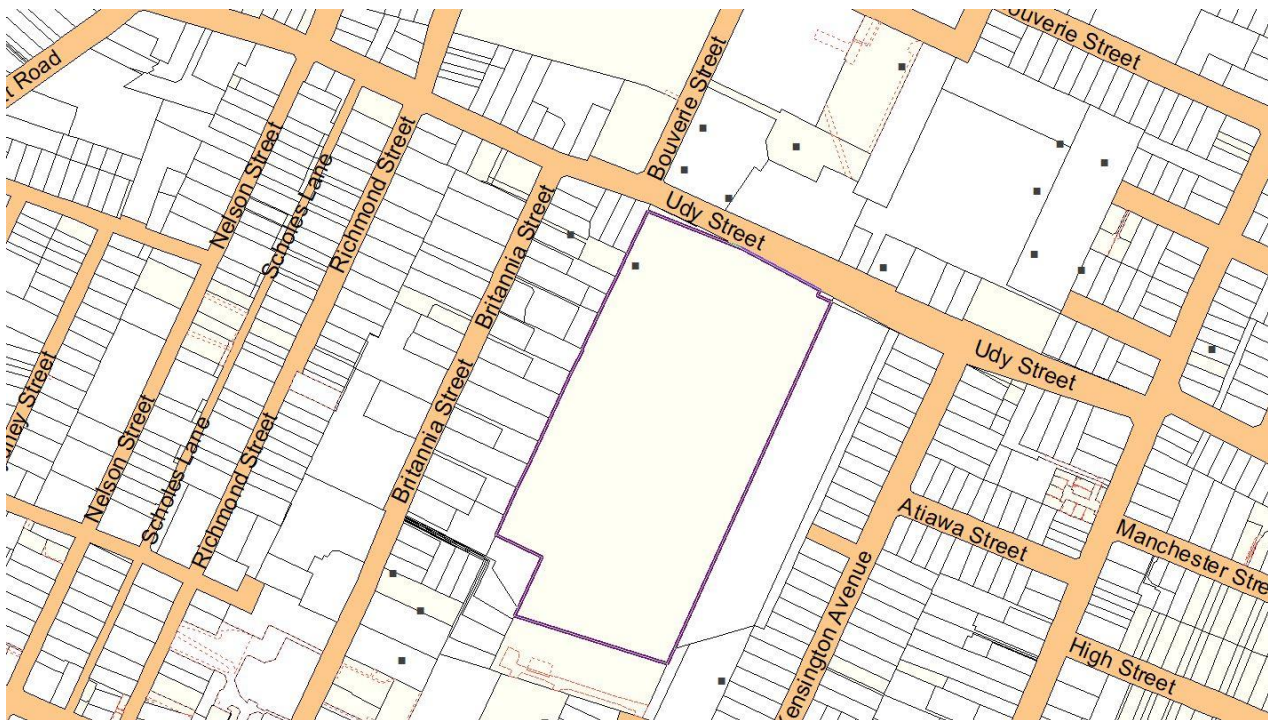 Bouverie Street
Road
Nelson Street
Scholes Lane
Richmond Street
Bouverie Street
Britannia Street
Udy Street
Udy Street
Britannia Street
Street
Nelson Street
Scholes Lane
Richmond Street
Atiawa Street
Manchester
Kensington Avenue
High Street